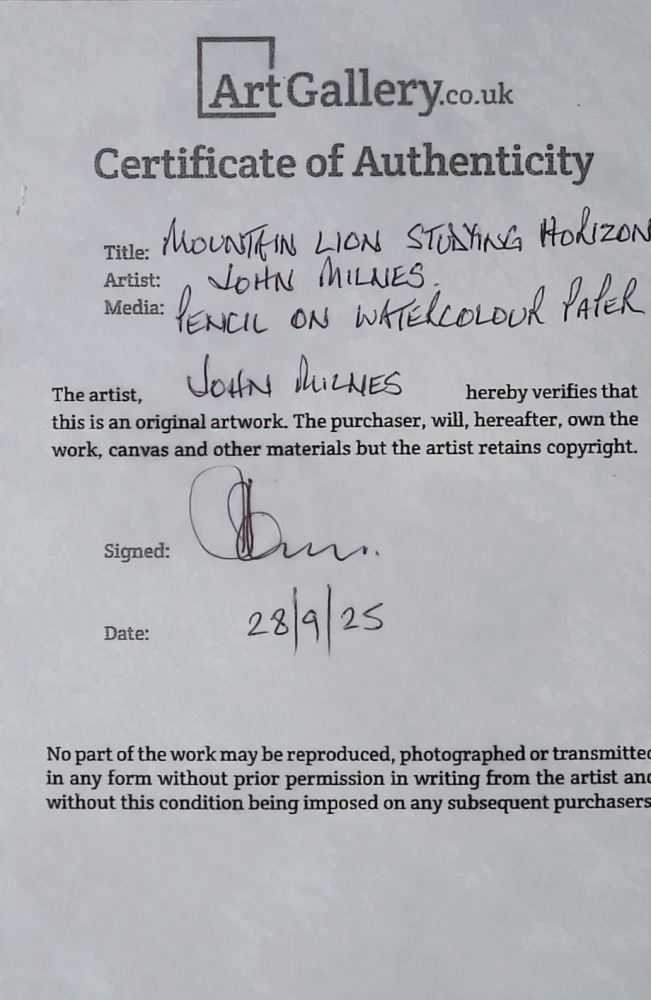 ArtGallery.co.uk
Certificate of Authenticity
Title: MOUNTAIN LION STUDYING HORIZON
Artist: JOHN MILNES.
Media: PENCIL ON WATERCOLOUR PAPER
The artist, JOHN MILNES hereby verifies that
this is an original artwork. The purchaser, will, hereafter, own the
work, canvas and other materials but the artist retains copyright.
Signed:
Date: 28/9/25
No part of the work may be reproduced, photographed or transmitted
in any form without prior permission in writing from the artist and
without this condition being imposed on any subsequent purchasers